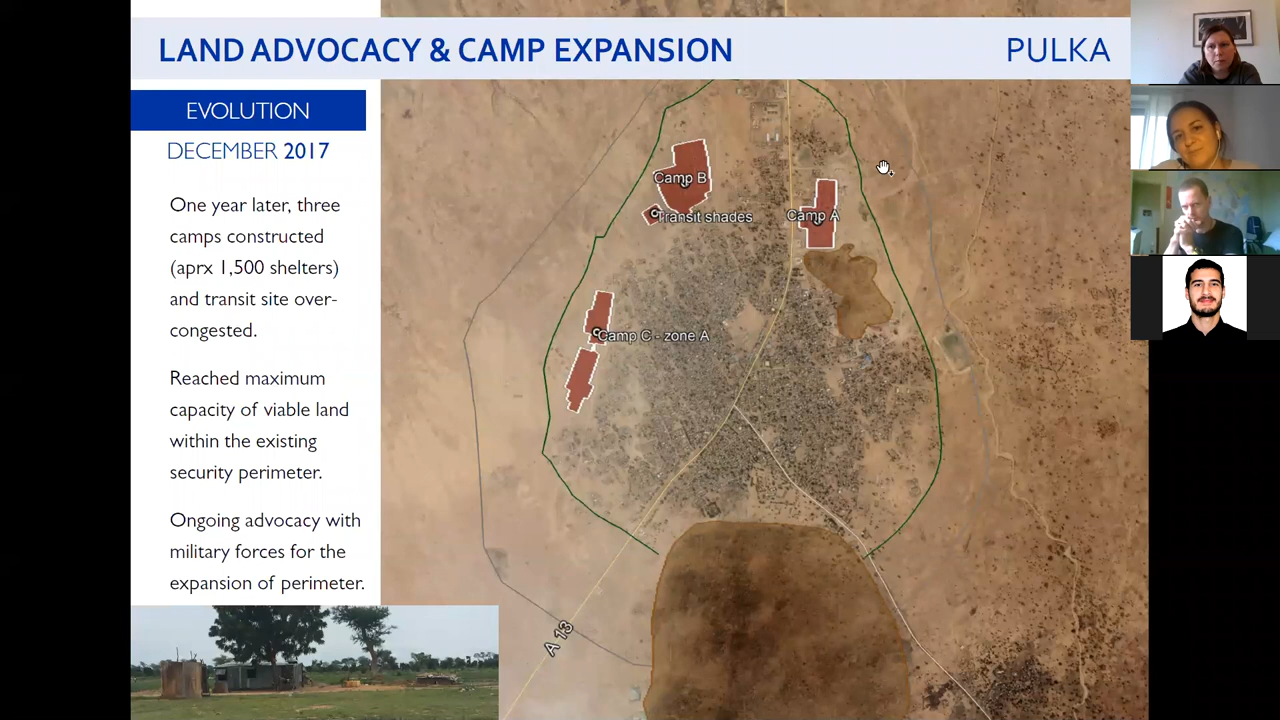 LAND ADVOCACY & CAMP EXPANSION
PULKA
EVOLUTION
DECEMBER 2017
One year later, three
camps constructed
(aprx 1,500 shelters)
and transit site over-
congested.
Reached maximum
capacity of viable land
within the existing
security perimeter.
Ongoing advocacy with
military forces for the
expansion of perimeter.
Camp B
Transit shades
Camp A
Camp C - zone A
A 13